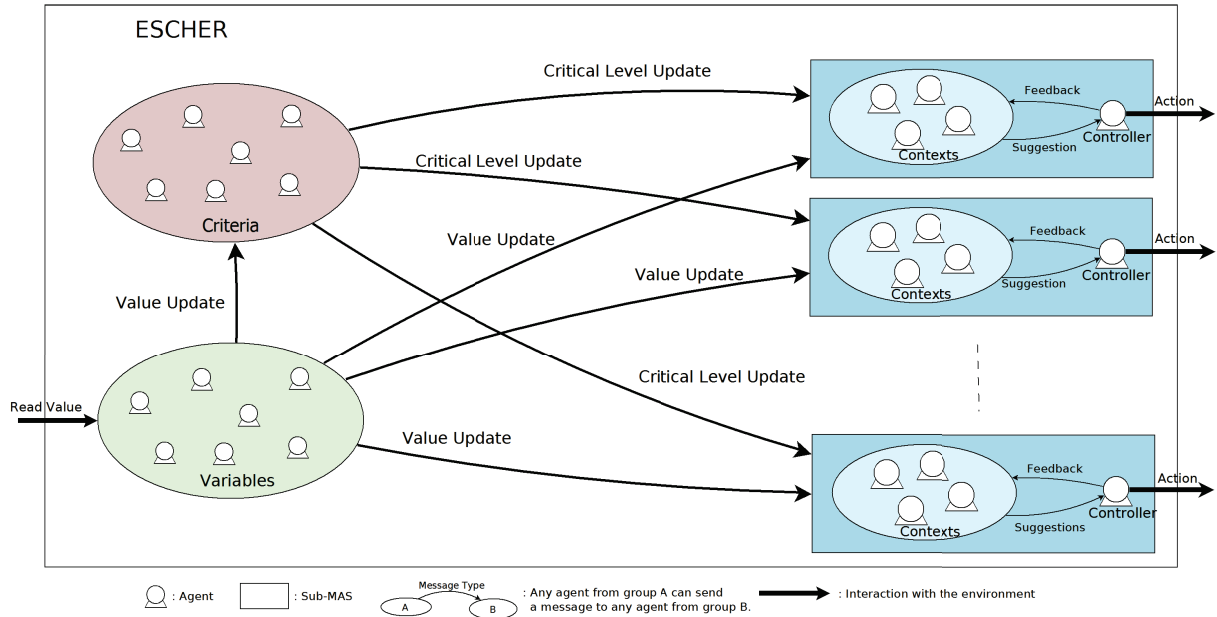 ESCHER
Critical Level Update
Feedback
Action
Contexts
Suggestion
Controller
Criteria
Critical Level Update
Value Update
Feedback
Action
Contexts
Suggestion
Controller
Value Update
Value Update
Read Value
Variables
Critical Level Update
Value Update
Feedback
Action
Contexts
Suggestions
Controller
: Agent
: Sub-MAS
Message Type
A
B
: Any agent from group A can send
a message to any agent from group B.
: Interaction with the environment